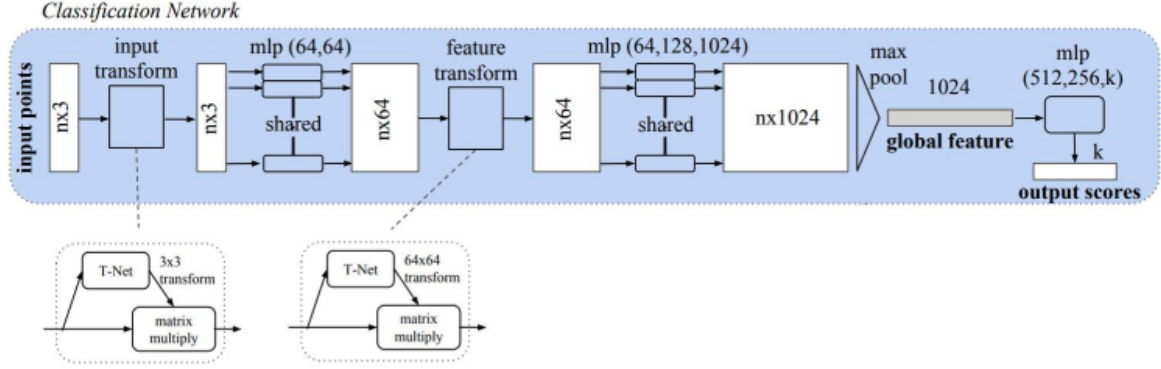 Classification Network
input points
nx3
input
transform
nx3
mlp (64,64)
shared
nx64
feature
transform
nx64
mlp (64,128,1024)
shared
nx1024
max
pool
1024
global feature
mlp
(512,256,k)
k
output scores
T-Net
3x3
transform
matrix
multiply
T-Net
64x64
transform
matrix
multiply